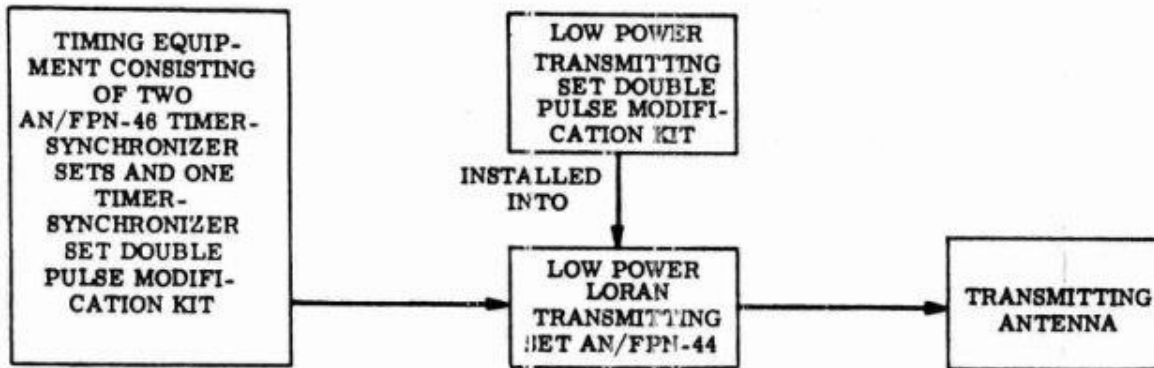 TIMING EQUIP-
MENT CONSISTING
OF TWO
AN/FPN-46 TIMER-
SYNCHRONIZER
SETS AND ONE
TIMER-
SYNCHRONIZER
SET DOUBLE
PULSE MODIFI-
CATION KIT
LOW POWER
TRANSMITTING
SET DOUBLE
PULSE MODIFI-
CATION KIT
INSTALLED
INTO
LOW POWER
LORAN
TRANSMITTING
SET AN/FPN-44
TRANSMITTING
ANTENNA